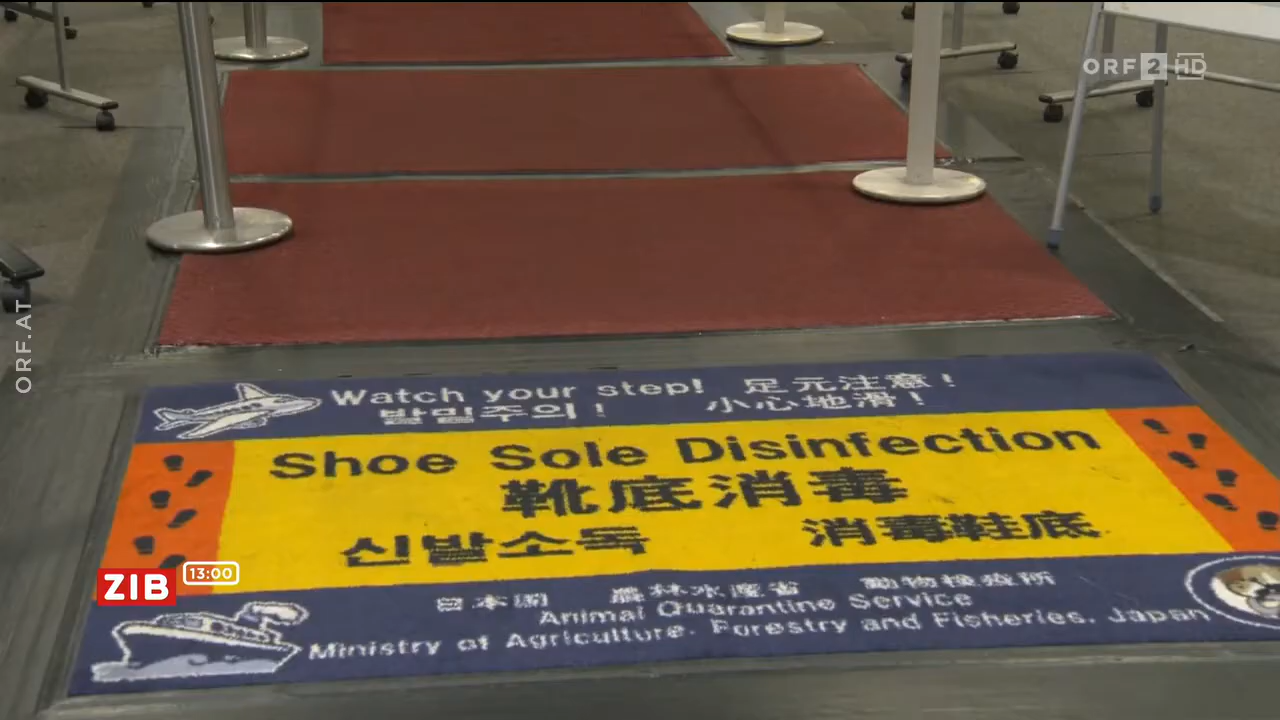 ORF 2 HD
ORF.AT
Watch your step! 足元注意!
발밑주의! 小心地滑!
Shoe Sole Disinfection
靴底消毒
신발소독 消毒鞋底
日本国 農林水産省 動物検疫所
Animal Quarantine Service
Ministry of Agriculture. Forestry and Fisheries. Japan
ZIB 13:00